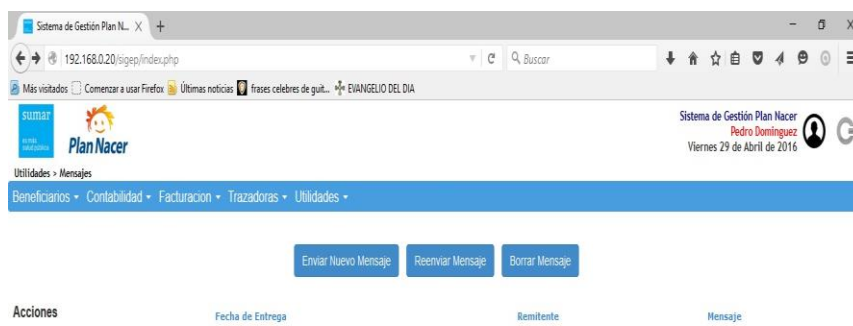 Sistema de Gestión Plan N...
192.168.0.20/sigep/index.php
Buscar
Más visitados Comenzar a usar Firefox Últimas noticias frases celebres de guit... EVANGELIO DEL DIA
sumar
Plan Nacer
Sistema de Gestión Plan Nacer
Pedro Dominguez
Viernes 29 de Abril de 2016
Utilidades > Mensajes
Beneficiarios Contabilidad Facturacion Trazadoras Utilidades
Enviar Nuevo Mensaje Reenviar Mensaje Borrar Mensaje
Acciones Fecha de Entrega Remitente Mensaje